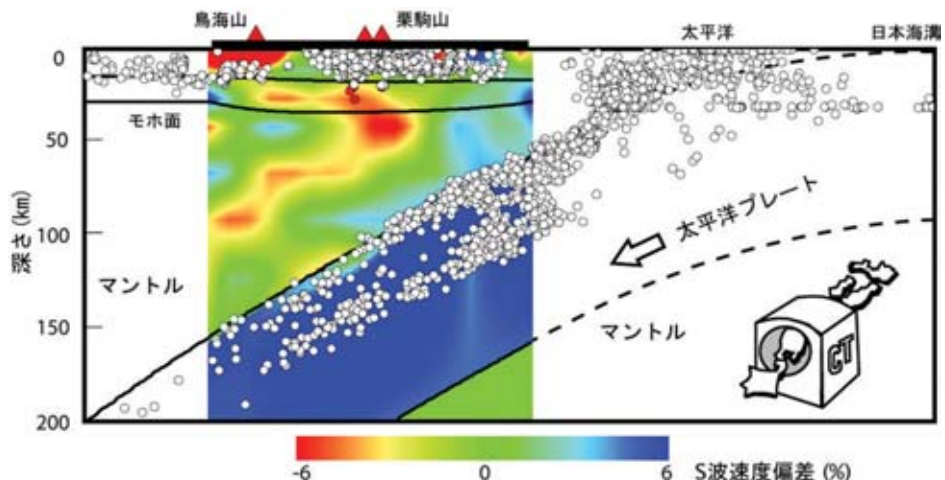 鳥海山
栗駒山
太平洋
日本海溝
0
50
100
150
200
深さ (km)
モホ面
マントル
太平洋プレート
マントル
CT
-6
0
6
S波速度偏差 (%)